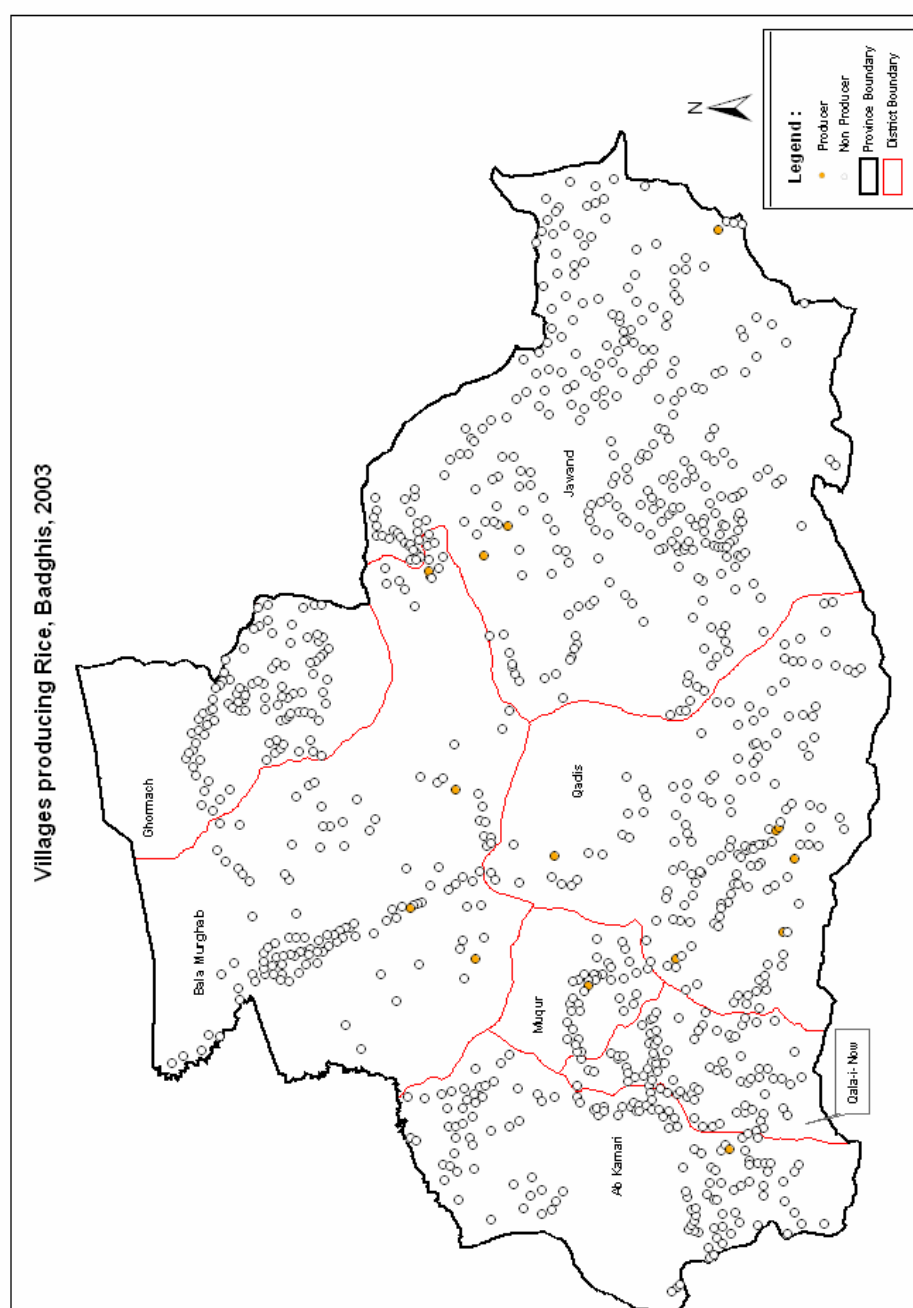 Villages producing Rice, Badghis, 2003
Ghormach
Bala Murghab
Jawand
Qadis
Muqur
Ab Kamari
Qala-i- Now
N
Legend :
Producer
Non Producer
Province Boundary
District Boundary